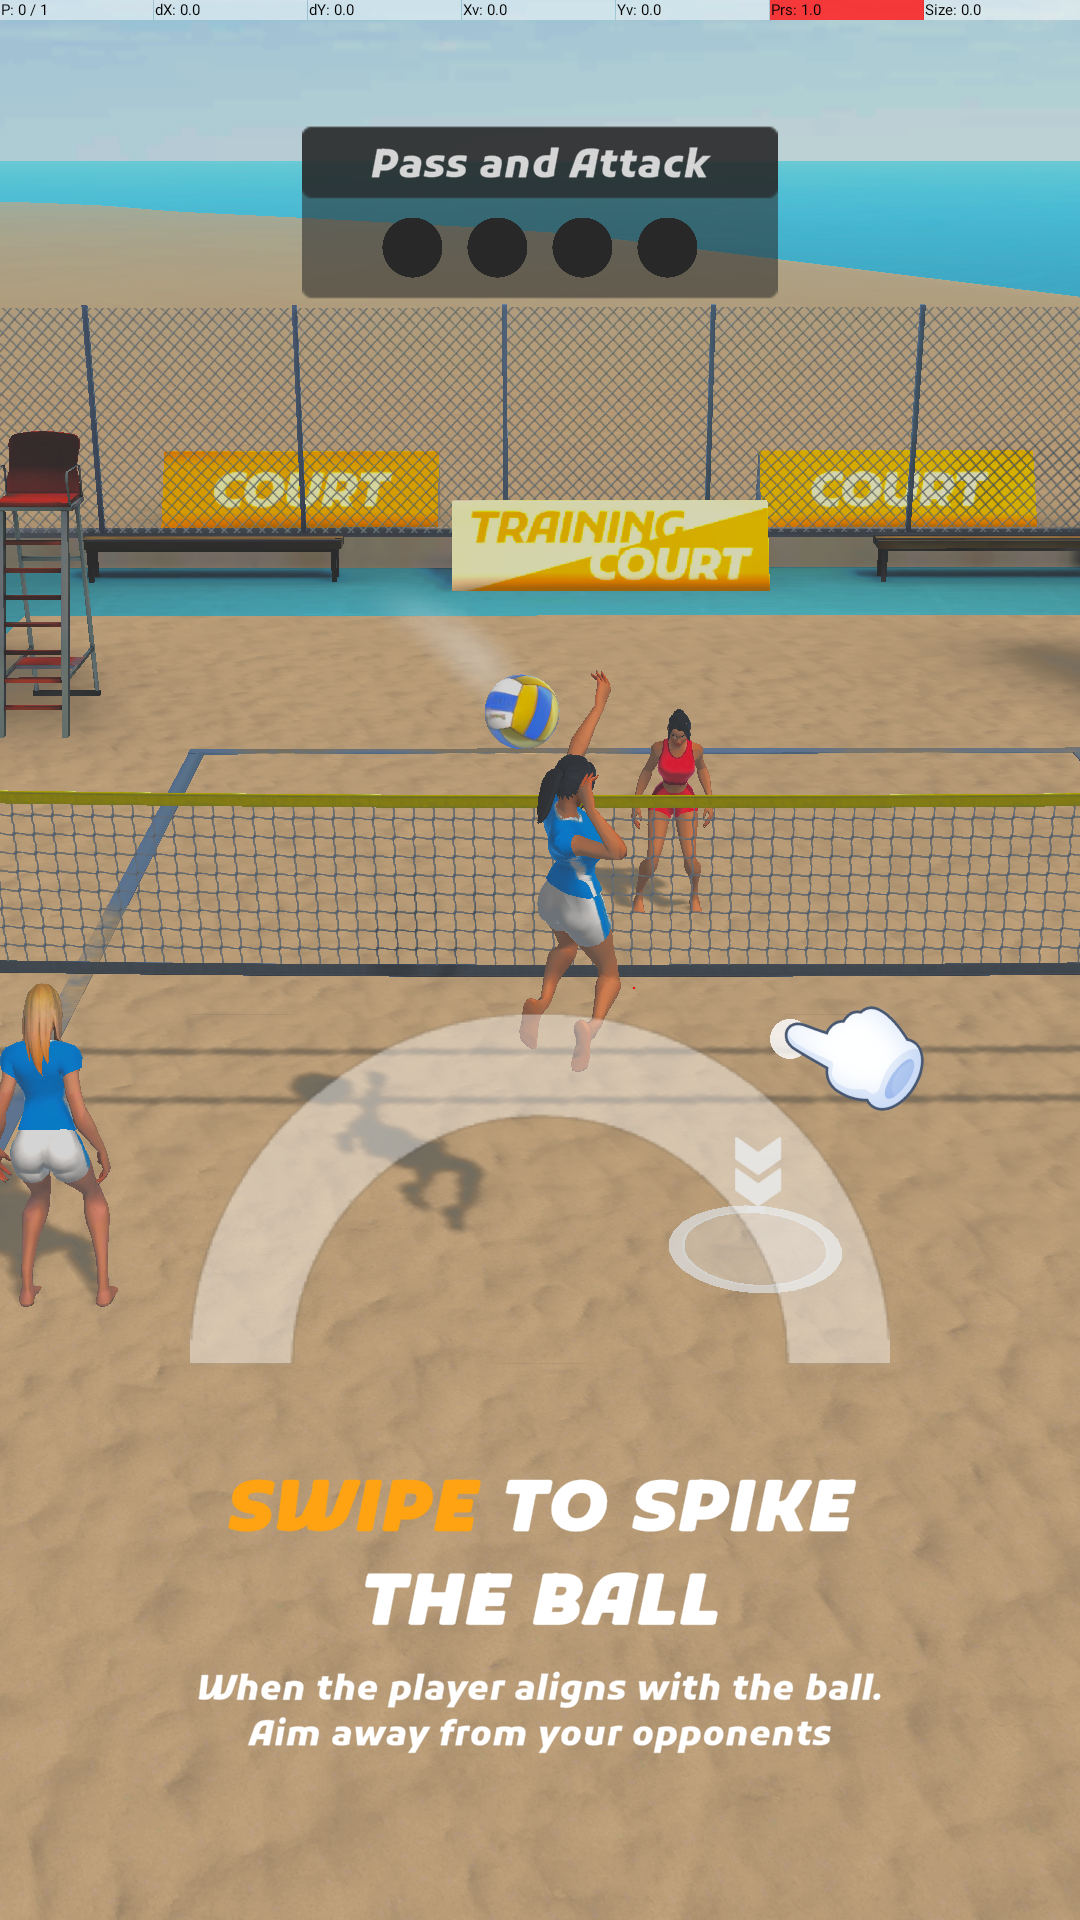 P: 0 / 1 dX: 0.0 dY: 0.0 Xv: 0.0 Yv: 0.0 Prs: 1.0 Size: 0.0
Pass and Attack
COURT
COURT
TRAINING
COURT
SWIPE TO SPIKE
THE BALL
When the player aligns with the ball.
Aim away from your opponents